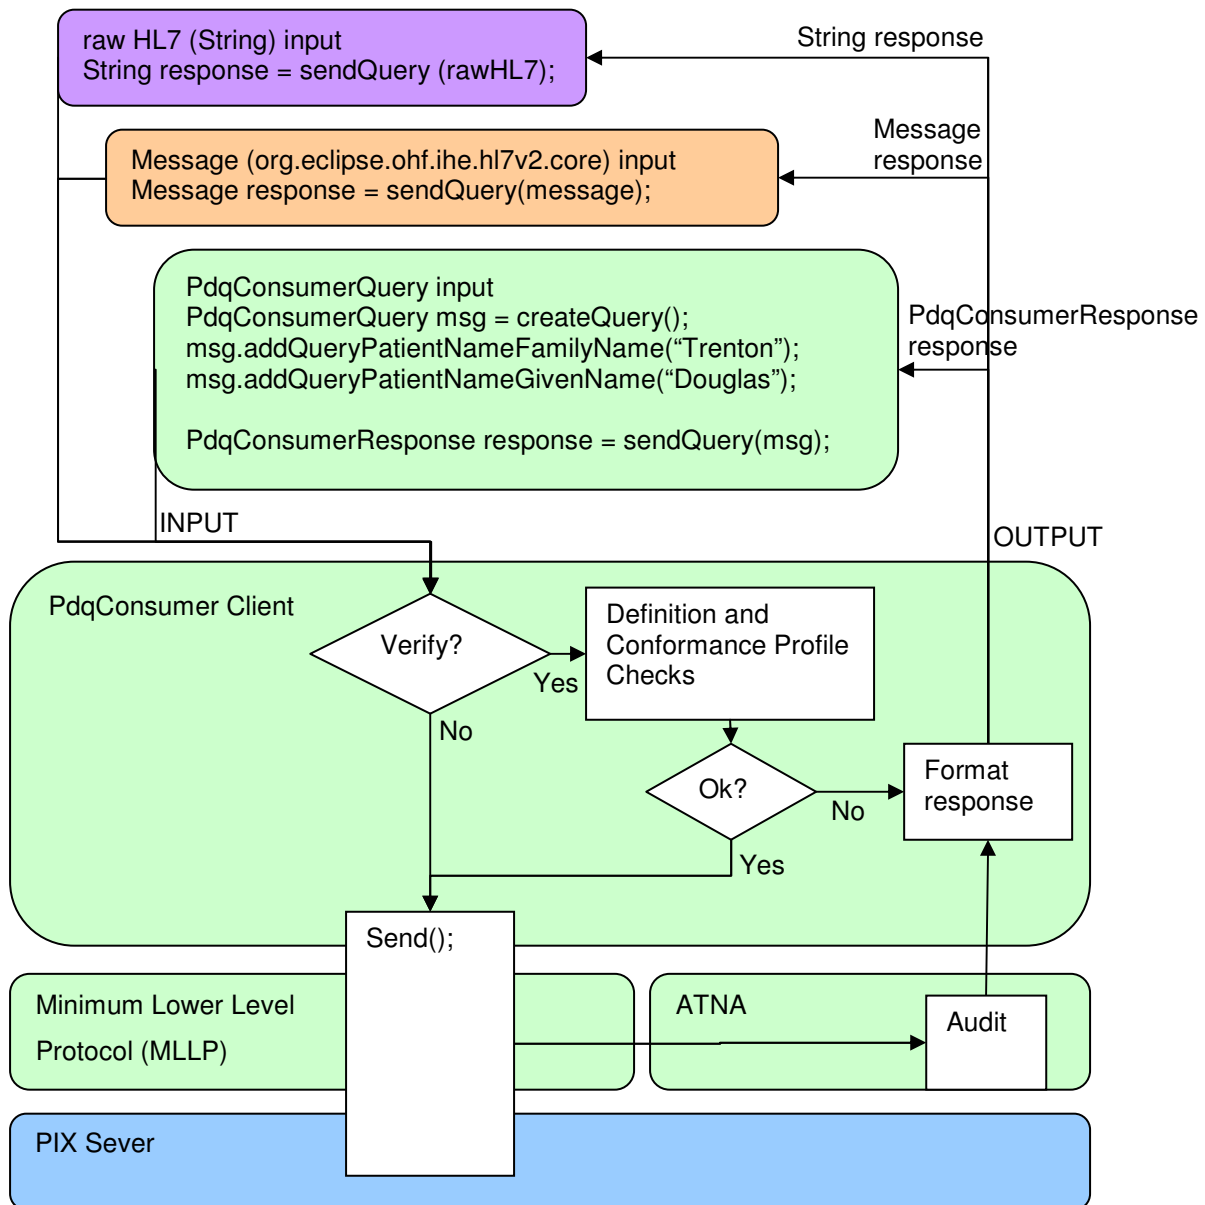 raw HL7 (String) input
String response = sendQuery (rawHL7);
String response
Message (org.eclipse.ohf.ihe.hl7v2.core) input
Message response = sendQuery(message);
Message
response
PdqConsumerQuery input
PdqConsumerQuery msg = createQuery();
msg.addQueryPatientNameFamilyName(“Trenton”);
msg.addQueryPatientNameGivenName(“Douglas”);
PdqConsumerResponse response = sendQuery(msg);
PdqConsumerResponse
response
INPUT
OUTPUT
PdqConsumer Client
Verify?
Yes
No
Definition and
Conformance Profile
Checks
Ok?
No
Yes
Format
response
Send();
Minimum Lower Level
Protocol (MLLP)
ATNA
Audit
PIX Sever